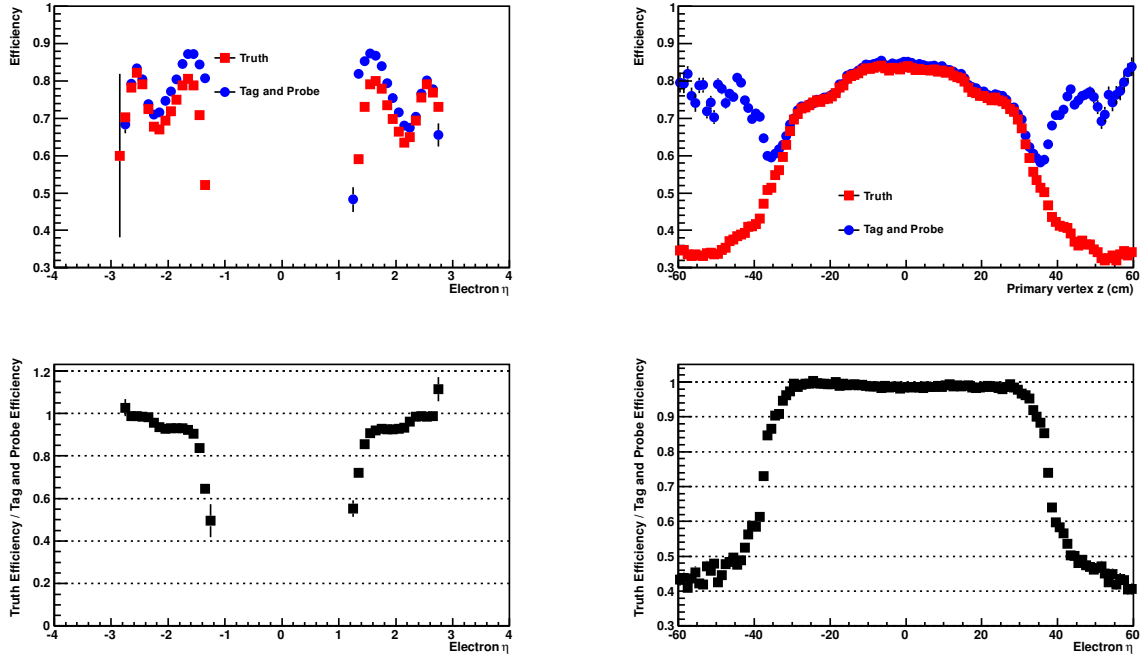 Efficiency
1
0.9
0.8
0.7
0.6
0.5
0.4
0.3
Truth
Tag and Probe
-4 -3 -2 -1 0 1 2 3 4
Electron η
Efficiency
1
0.9
0.8
0.7
0.6
0.5
0.4
0.3
Truth
Tag and Probe
-60 -40 -20 0 20 40 60
Primary vertex z (cm)
Truth Efficiency / Tag and Probe Efficiency
1.2
1
0.8
0.6
0.4
0.2
0
-4 -3 -2 -1 0 1 2 3 4
Electron η
Truth Efficiency / Tag and Probe Efficiency
1
0.9
0.8
0.7
0.6
0.5
0.4
0.3
-60 -40 -20 0 20 40 60
Electron η